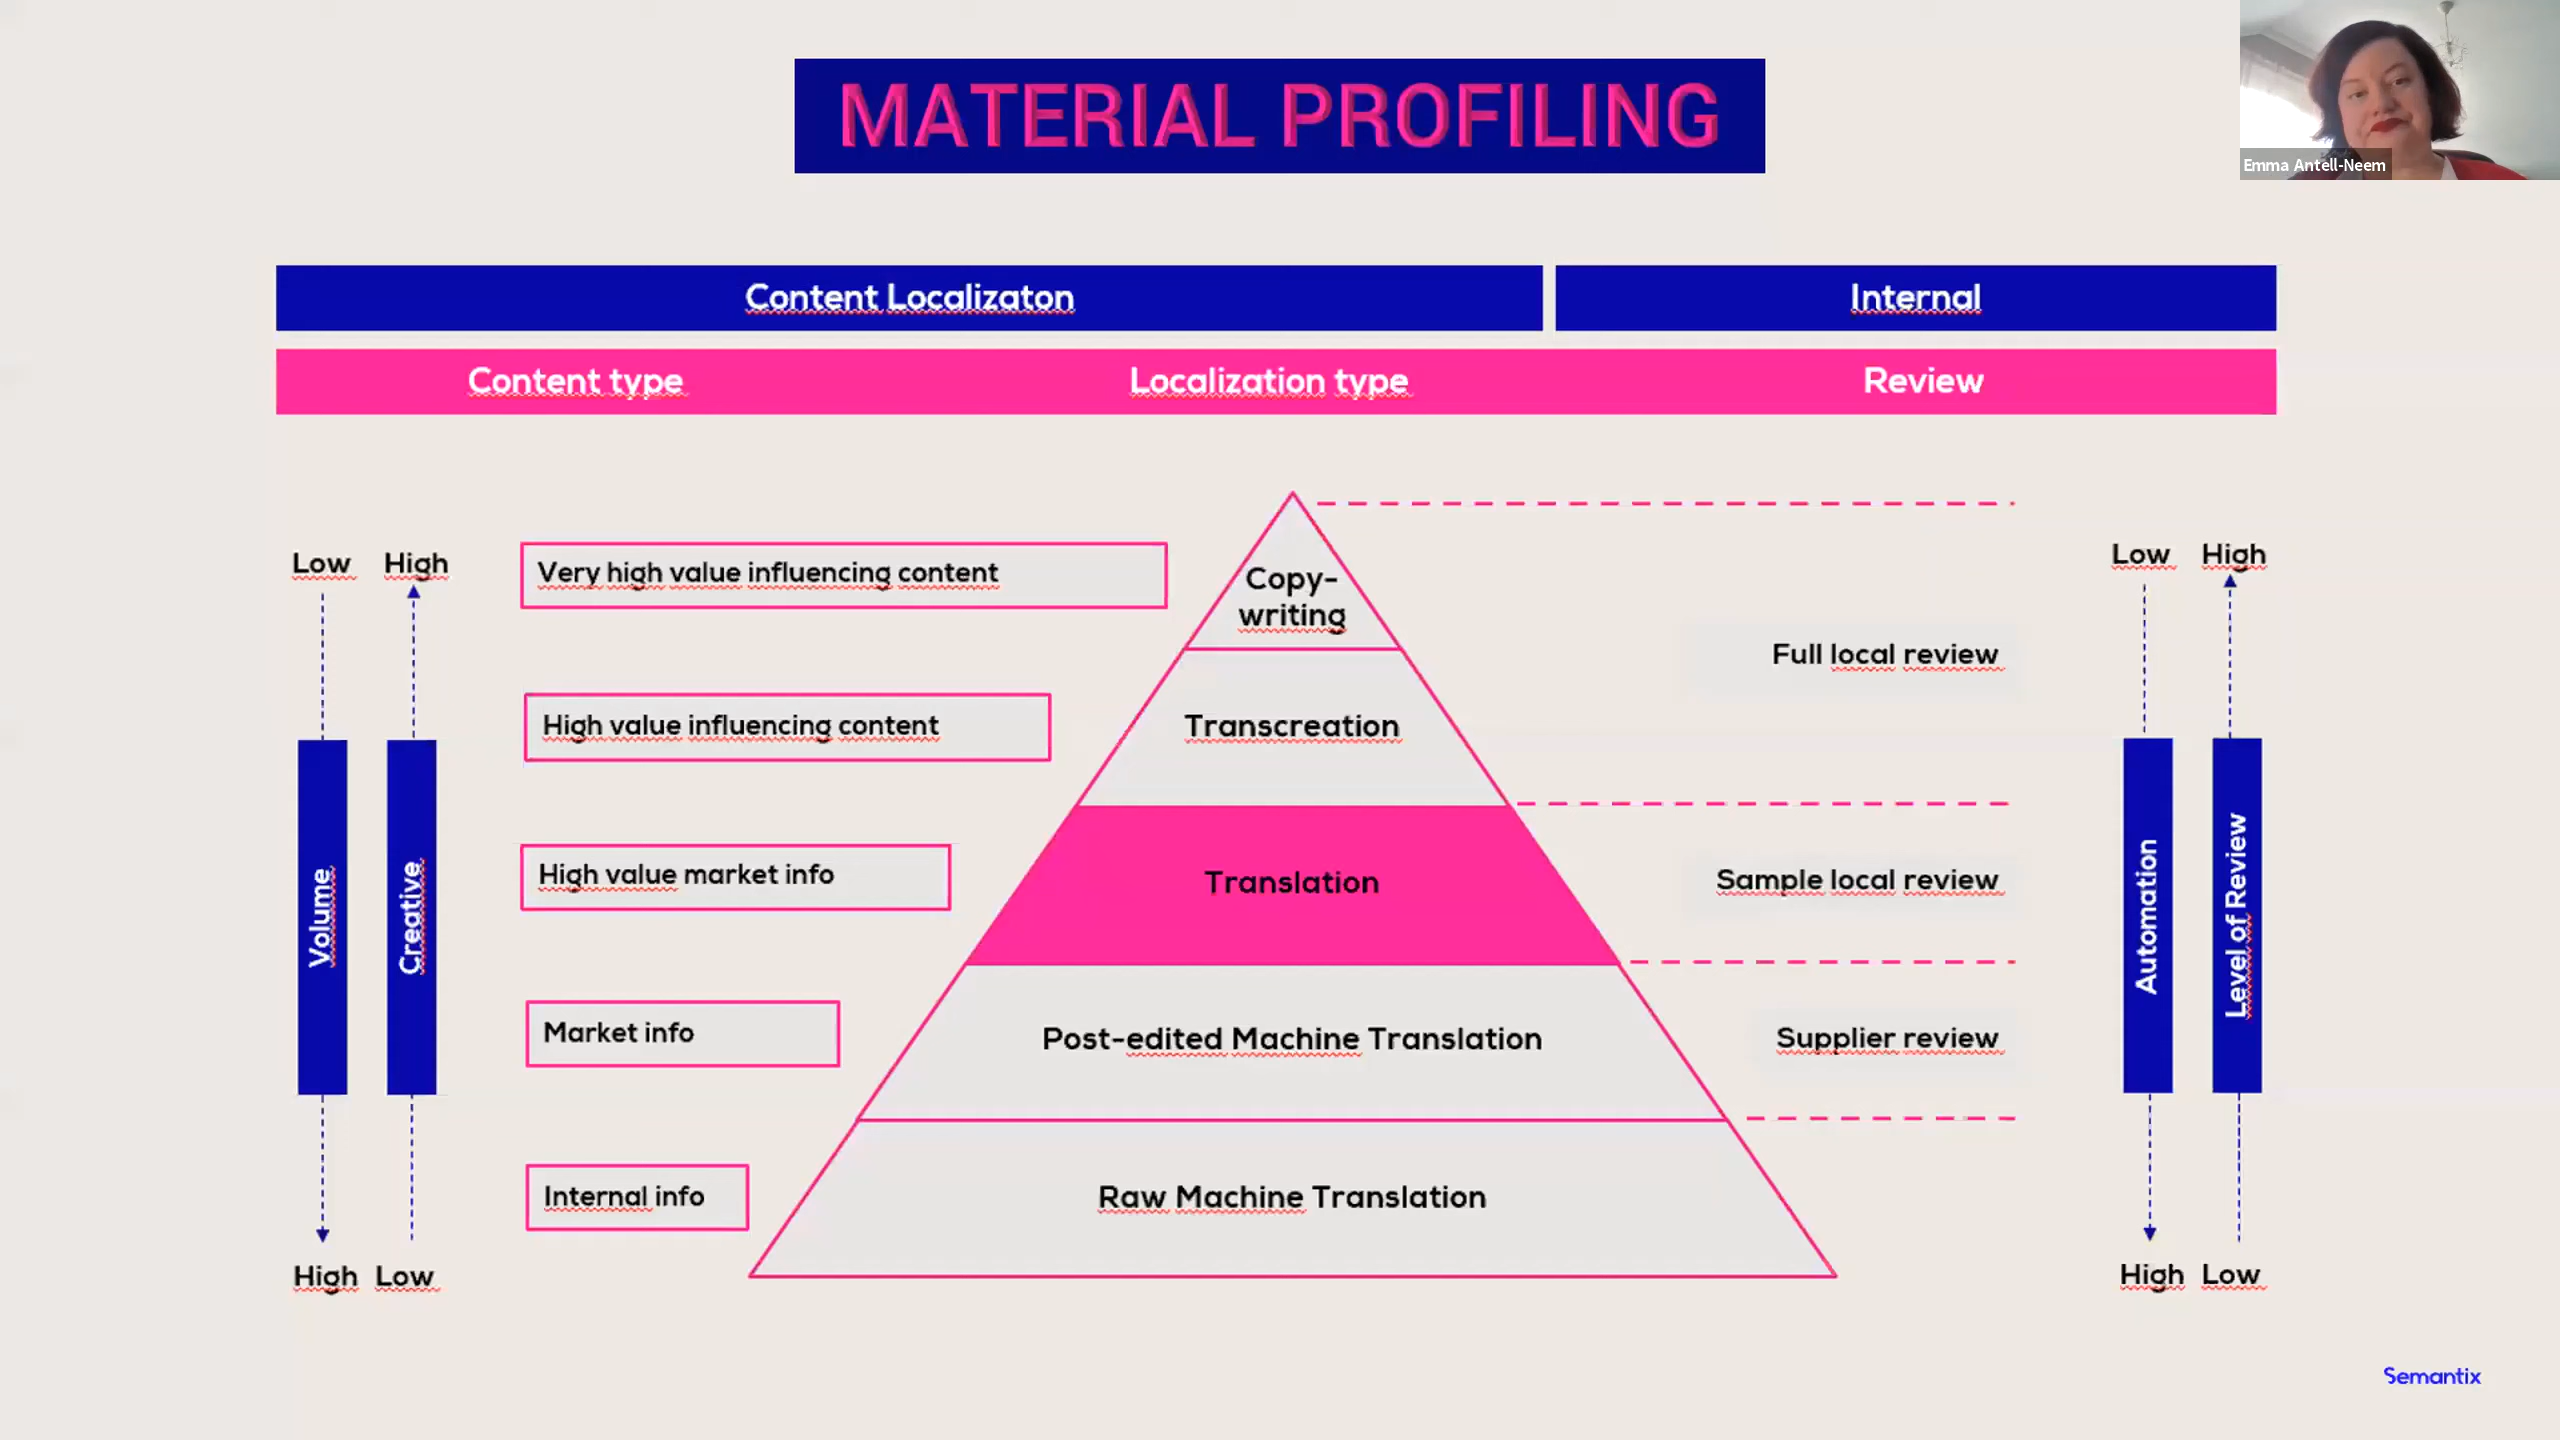 MATERIAL PROFILING
Emma Antell-Neem
Content Localizaton
Internal
Content type
Localization type
Review
Low
High
Very high value influencing content
Copy-
writing
Low
High
Full local review
High value influencing content
Transcreation
Volume
Creative
High value market info
Translation
Sample local review
Automation
Level of Review
Market info
Post-edited Machine Translation
Supplier review
Internal info
Raw Machine Translation
High
Low
High
Low
Semantix